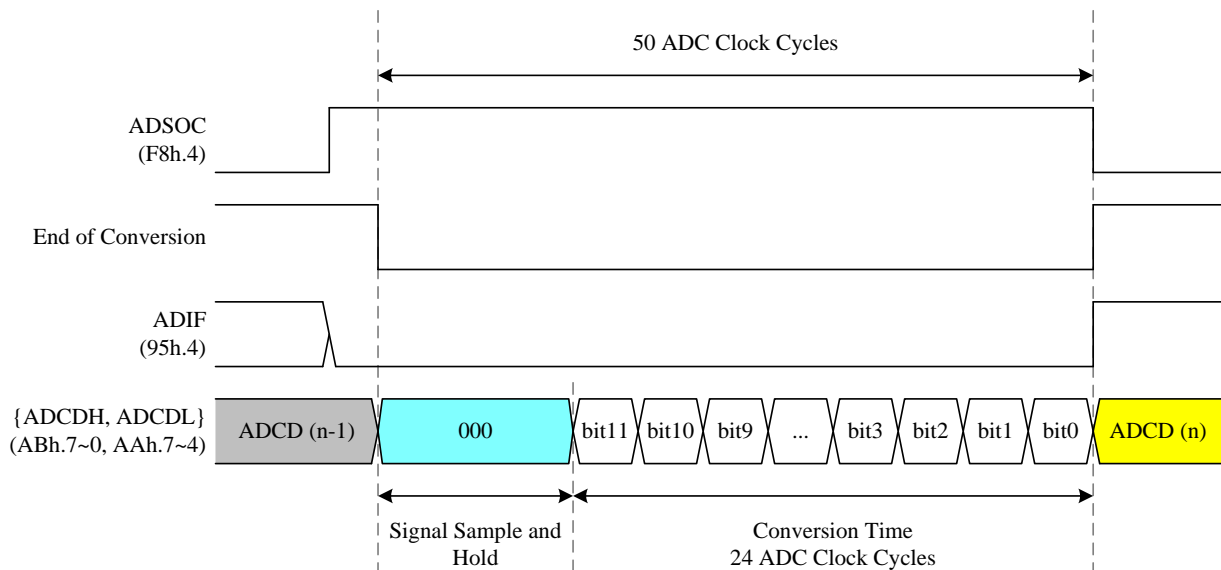 50 ADC Clock Cycles
ADSOC
(F8h.4)
End of Conversion
ADIF
(95h.4)
{ADCDH, ADCDL}
(ABh.7~0, AAh.7~4)
ADCD (n-1) 000 bit11 bit10 bit9 ... bit3 bit2 bit1 bit0 ADCD (n)
Signal Sample and
Hold
Conversion Time
24 ADC Clock Cycles